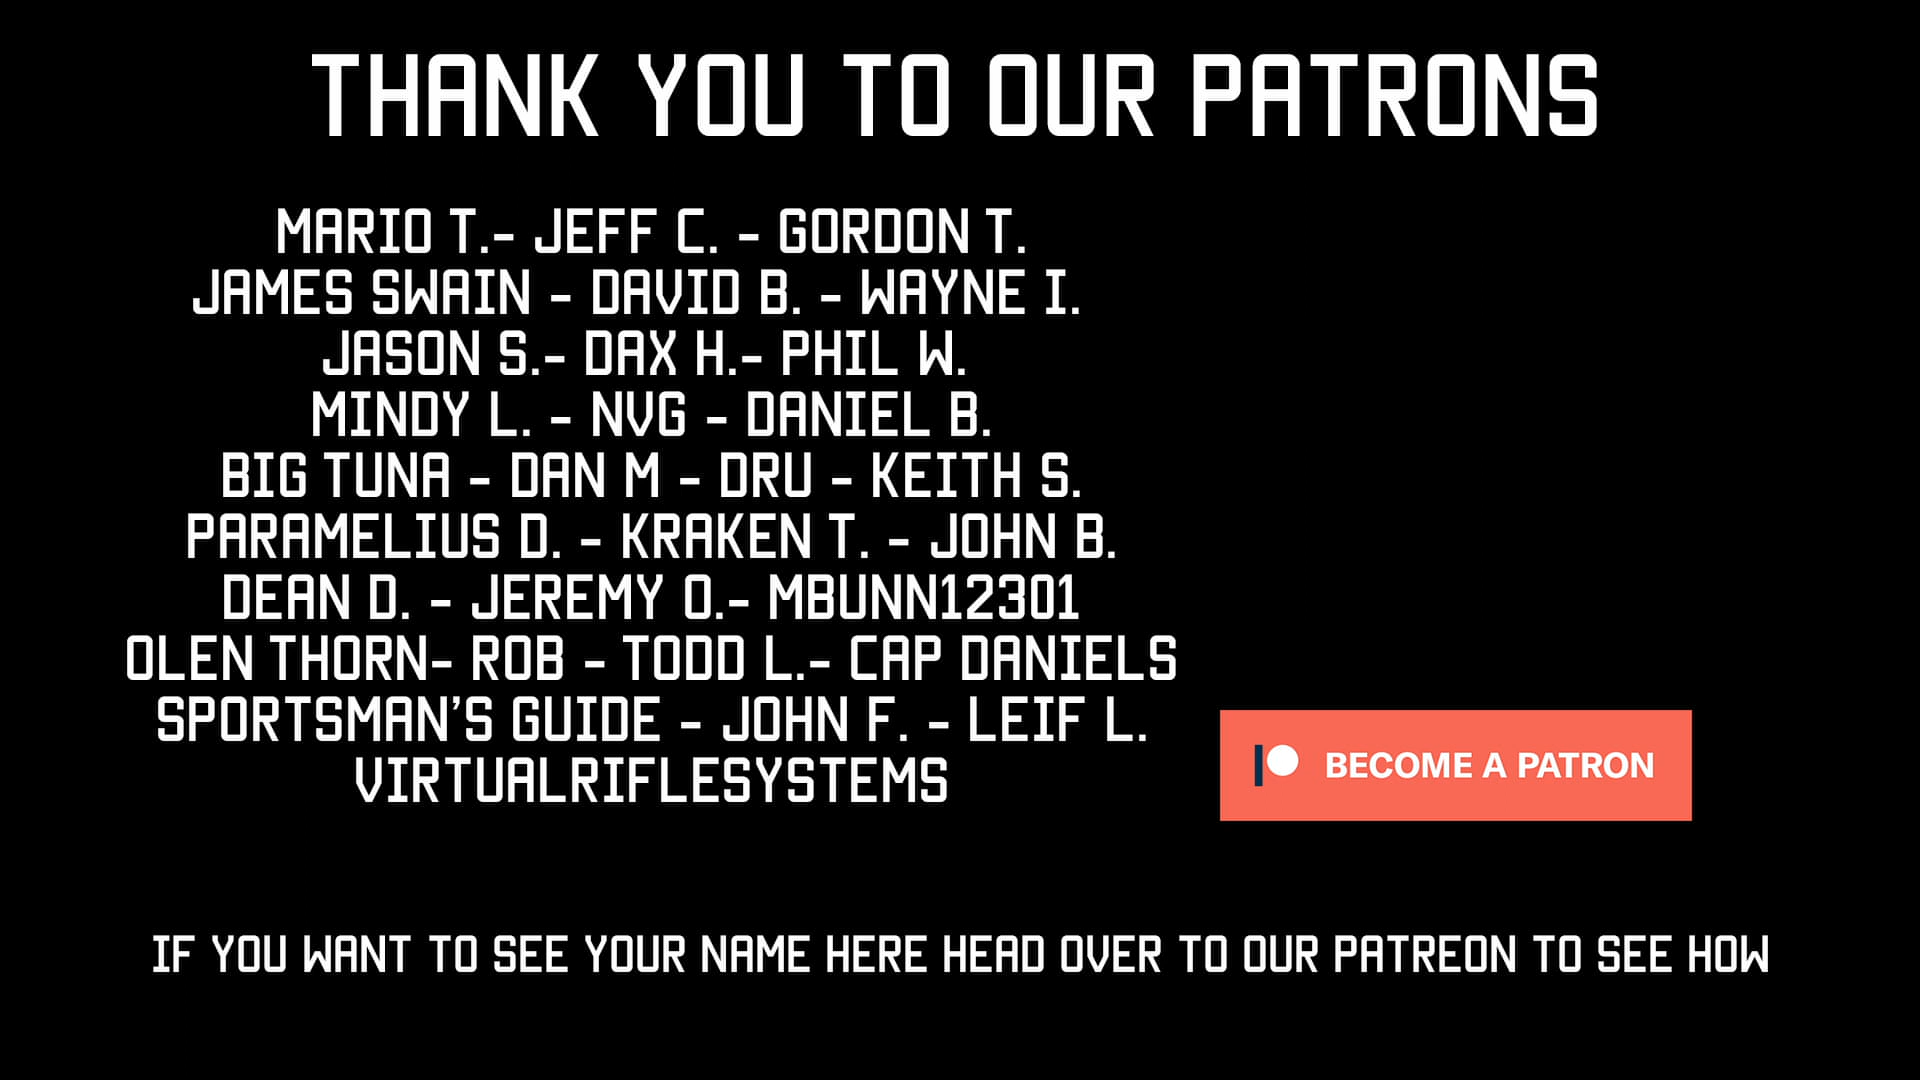 THANK YOU TO OUR PATRONS
MARIO T.- JEFF C. - GORDON T.
JAMES SWAIN - DAVID B. - WAYNE I.
JASON S.- DAX H.- PHIL W.
MINDY L. - NVG - DANIEL B.
BIG TUNA - DAN M - DRU - KEITH S.
PARAMELIUS D. - KRAKEN T. - JOHN B.
DEAN D. - JEREMY O.- MBUNN12301
OLEN THORN- ROB - TODD L.- CAP DANIELS
SPORTSMAN'S GUIDE - JOHN F. - LEIF L.
VIRTUALRIFLESYSTEMS
BECOME A PATRON
IF YOU WANT TO SEE YOUR NAME HERE HEAD OVER TO OUR PATREON TO SEE HOW